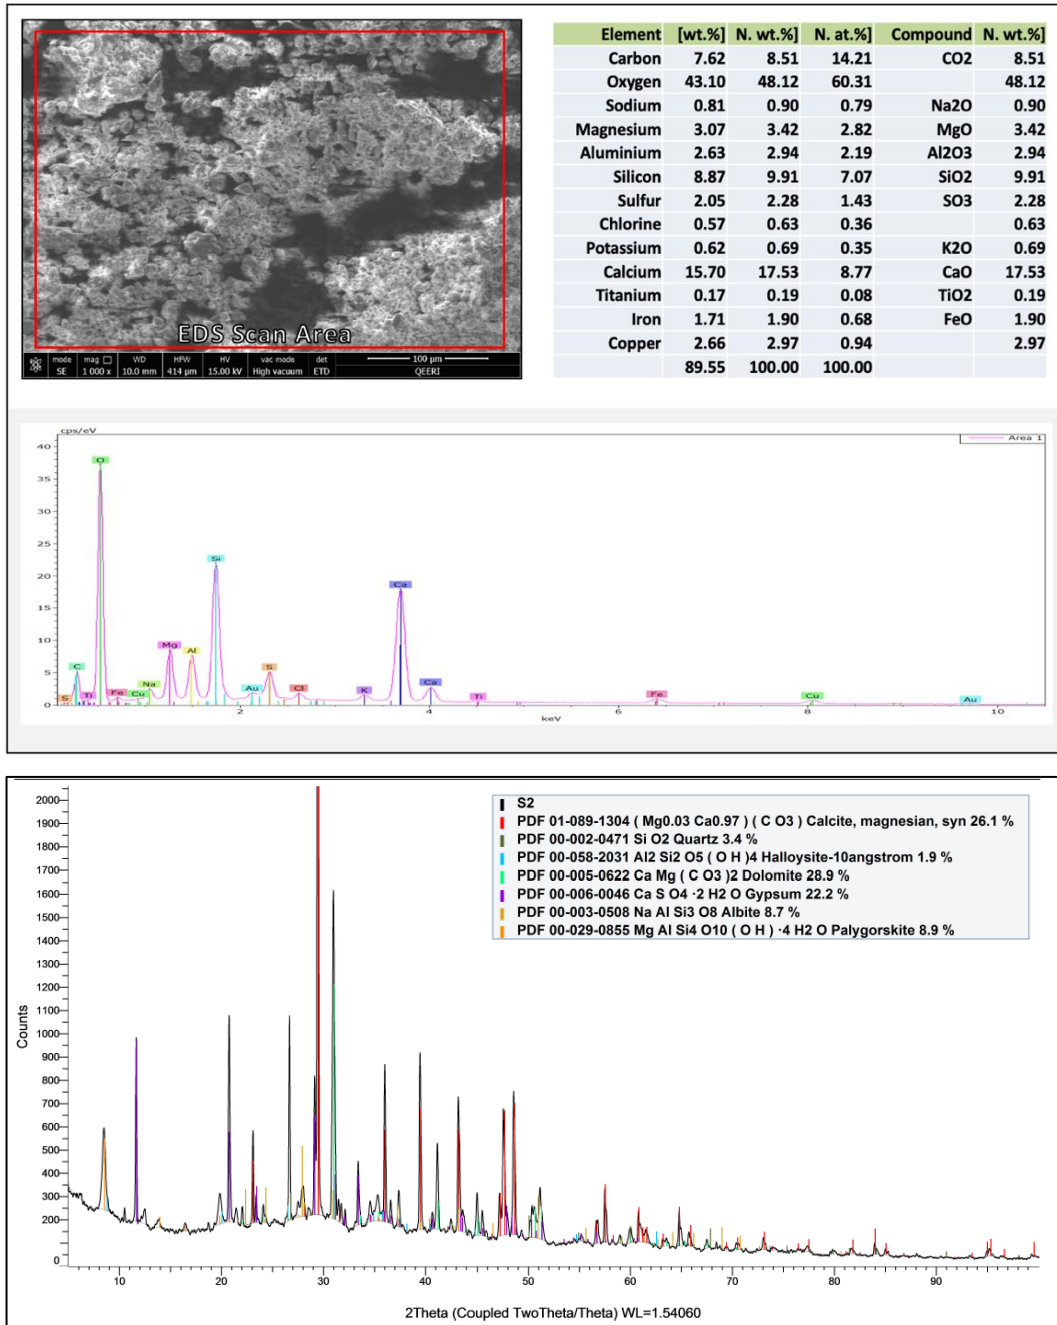 EDS Scan Area
mode mag WD HFW HV vac mode det 100 µm
SE 1 000 x 10.0 mm 414 µm 15.00 kV High vacuum ETD QEERI
Element [wt.%] N. wt.% N. at.% Compound N. wt.%
Carbon 7.62 8.51 14.21 CO2 8.51
Oxygen 43.10 48.12 60.31 48.12
Sodium 0.81 0.90 0.79 Na2O 0.90
Magnesium 3.07 3.42 2.82 MgO 3.42
Aluminium 2.63 2.94 2.19 Al2O3 2.94
Silicon 8.87 9.91 7.07 SiO2 9.91
Sulfur 2.05 2.28 1.43 SO3 2.28
Chlorine 0.57 0.63 0.36 0.63
Potassium 0.62 0.69 0.35 K2O 0.69
Calcium 15.70 17.53 8.77 CaO 17.53
Titanium 0.17 0.19 0.08 TiO2 0.19
Iron 1.71 1.90 0.68 FeO 1.90
Copper 2.66 2.97 0.94 2.97
89.55 100.00 100.00
cps/eV
Area 1
40
35
25
20
15
10
5
0
O
Si
Ca
Mg
Al
C
S
Na
Au
Cl
K
Ca
S
Ti
Fe
Cu
Ti
Fe
Cu
Au
2 4 6 8 10
keV
S2
PDF 01-089-1304 ( Mg0.03 Ca0.97 ) ( C O3 ) Calcite, magnesian, syn 26.1 %
PDF 00-002-0471 Si O2 Quartz 3.4 %
PDF 00-058-2031 Al2 Si2 O5 ( O H )4 Halloysite-10angstrom 1.9 %
PDF 00-005-0622 Ca Mg ( C O3 )2 Dolomite 28.9 %
PDF 00-006-0046 Ca S O4 ·2 H2 O Gypsum 22.2 %
PDF 00-003-0508 Na Al Si3 O8 Albite 8.7 %
PDF 00-029-0855 Mg Al Si4 O10 ( O H ) ·4 H2 O Palygorskite 8.9 %
Counts
2000
1900
1800
1700
1600
1500
1400
1300
1200
1100
1000
900
800
700
600
500
400
300
200
100
0
10 20 30 40 50 60 70 80 90
2Theta (Coupled TwoTheta/Theta) WL=1.54060